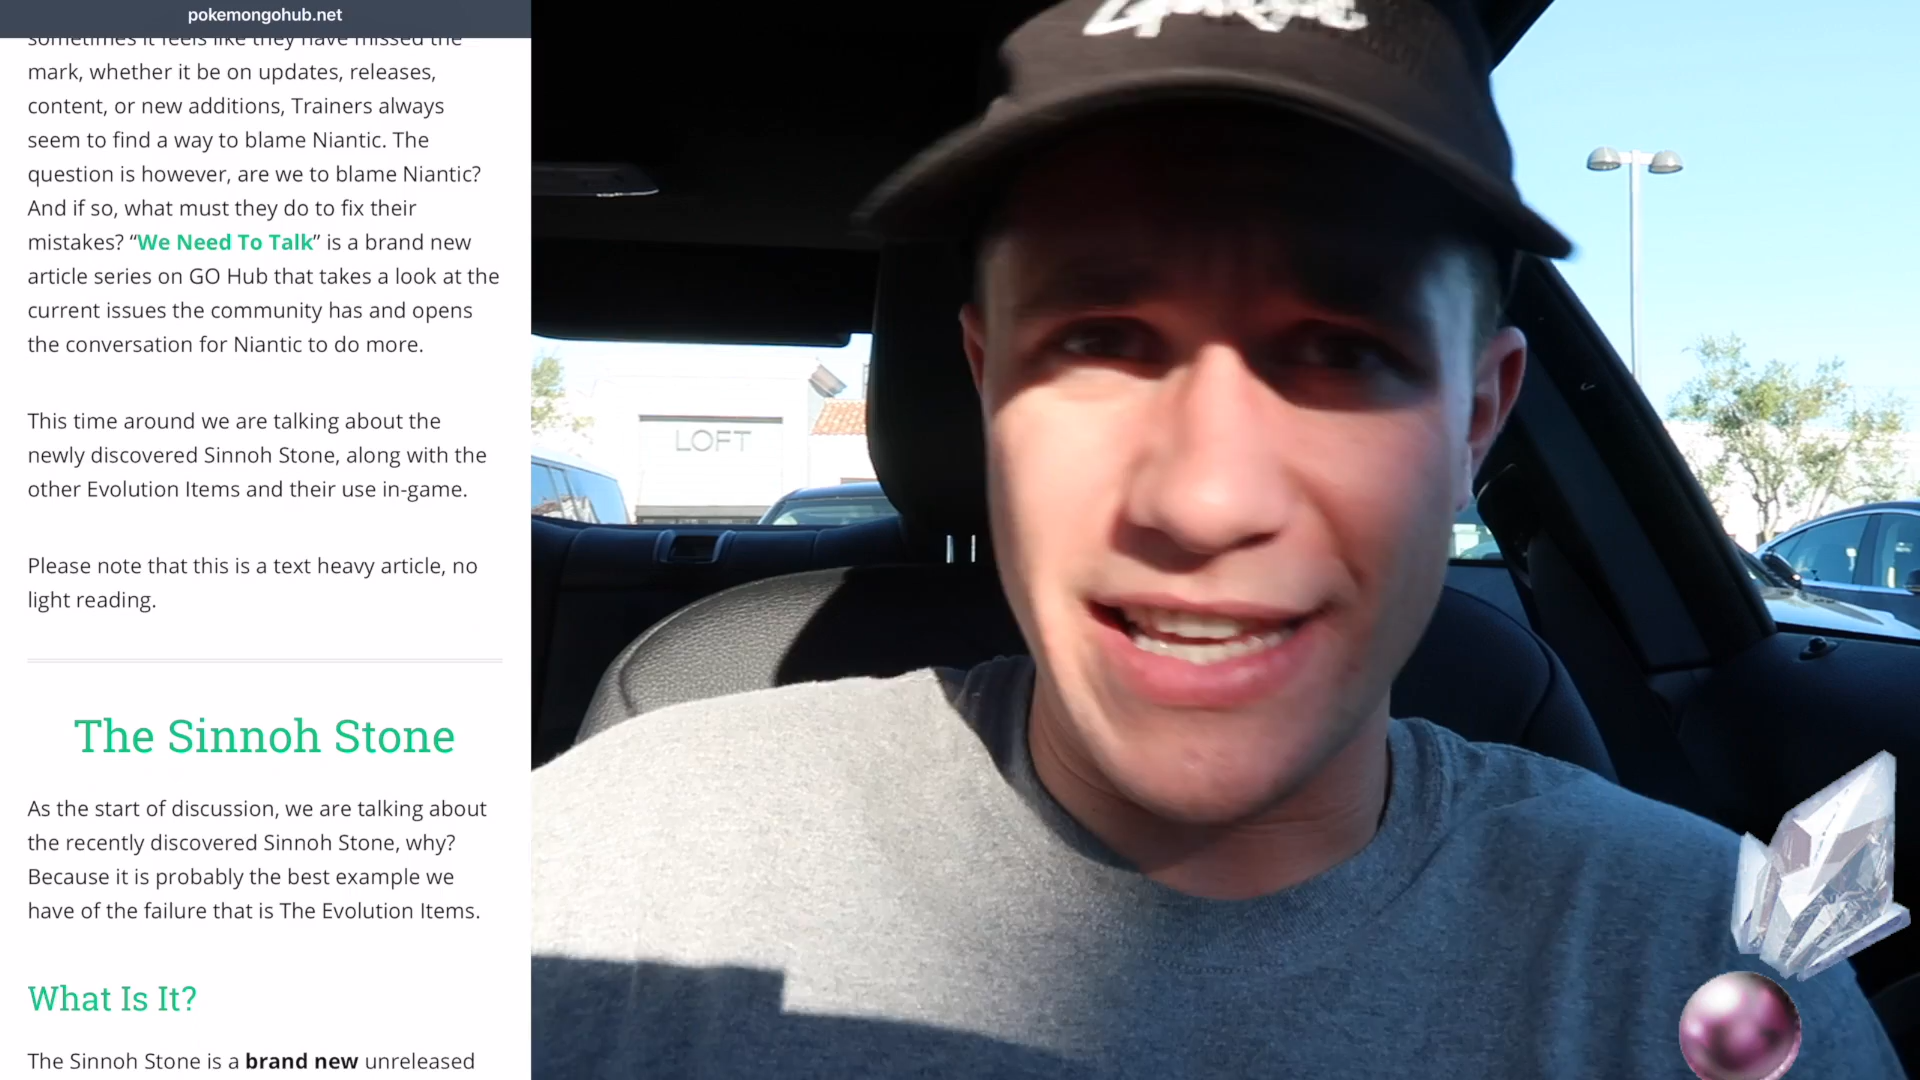 pokemongohub.net
sometimes it feels like they have missed the
mark, whether it be on updates, releases,
content, or new additions, Trainers always
seem to find a way to blame Niantic. The
question is however, are we to blame Niantic?
And if so, what must they do to fix their
mistakes? “We Need To Talk” is a brand new
article series on GO Hub that takes a look at the
current issues the community has and opens
the conversation for Niantic to do more.
This time around we are talking about the
newly discovered Sinnoh Stone, along with the
other Evolution Items and their use in-game.
Please note that this is a text heavy article, no
light reading.
The Sinnoh Stone
As the start of discussion, we are talking about
the recently discovered Sinnoh Stone, why?
Because it is probably the best example we
have of the failure that is The Evolution Items.
What Is It?
The Sinnoh Stone is a brand new unreleased
LOFT